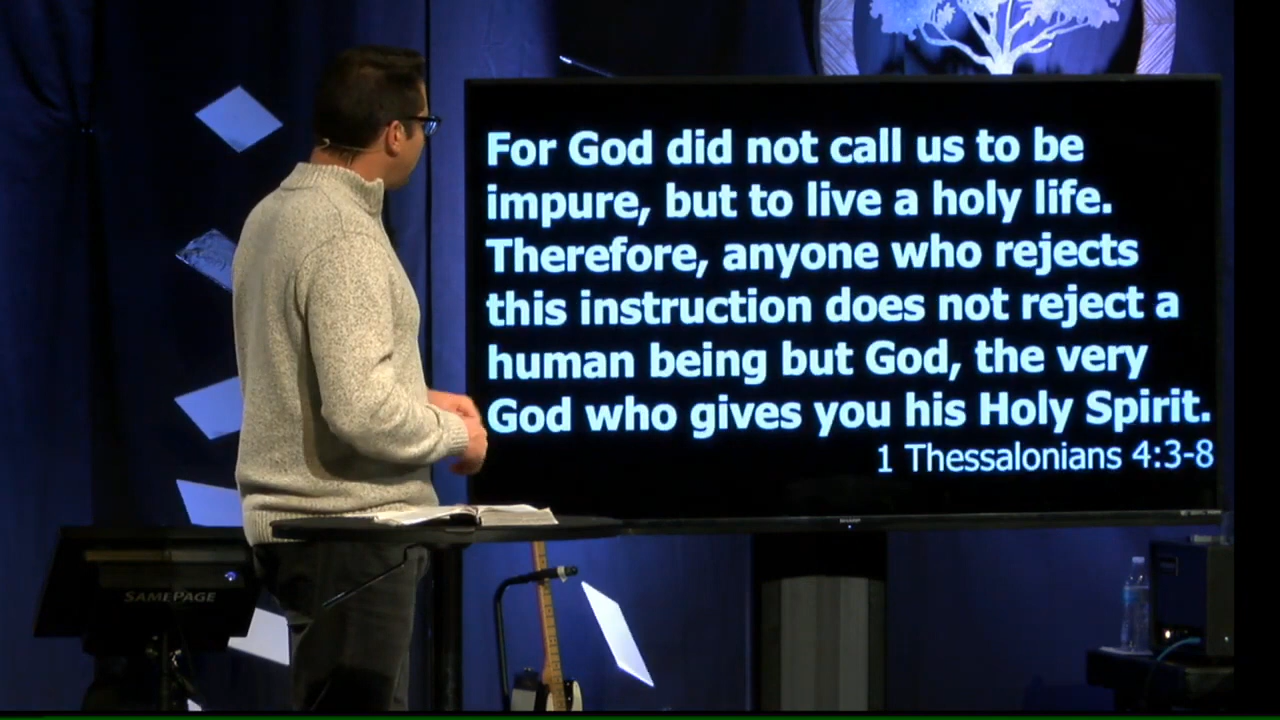 For God did not call us to be
impure, but to live a holy life.
Therefore, anyone who rejects
this instruction does not reject a
human being but God, the very
God who gives you his Holy Spirit.
1 Thessalonians 4:3-8
SHARP
SAMEPAGE